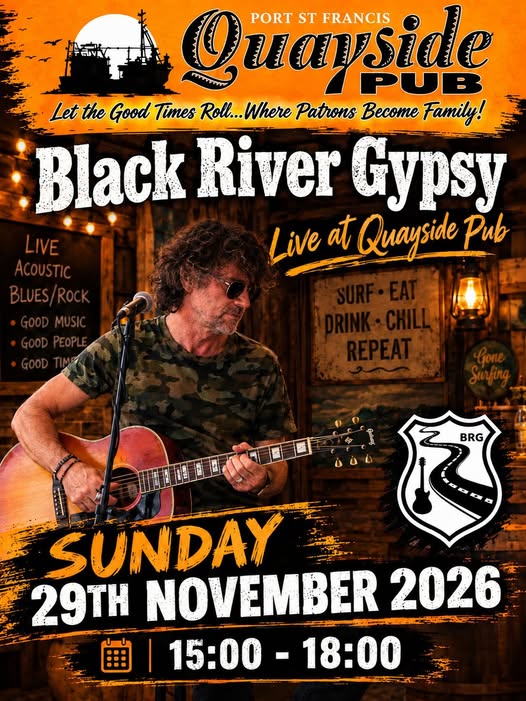 PORT ST FRANCIS
Quayside
PUB
Let the Good Times Roll...Where Patrons Become Family!
Black River Gypsy
Live at Quayside Pub
LIVE
ACOUSTIC
BLUES/ROCK
• GOOD MUSIC
• GOOD PEOPLE
• GOOD TIME
SURF • EAT
DRINK • CHILL
REPEAT
Gone
Surfing
BRG
SUNDAY
29TH NOVEMBER 2026
15:00 - 18:00